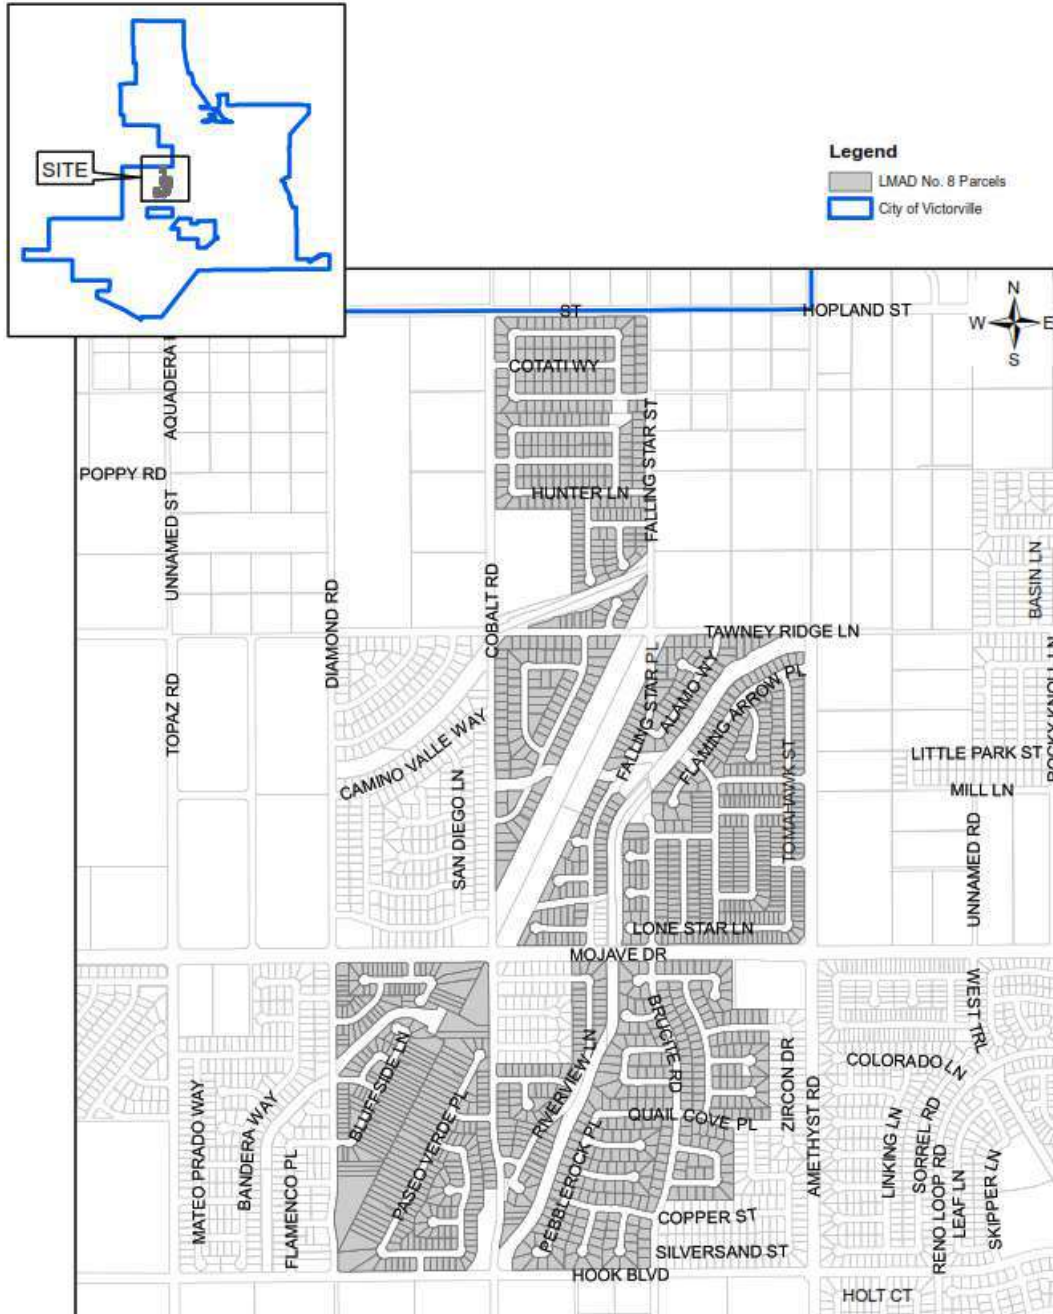 SITE
Legend
LMAD No. 8 Parcels
City of Victorville
N
W E
S
ST
HOPLAND ST
COTATI WY
FALLING STAR ST
POPPY RD
UNNAMED ST
HUNTER LN
DIAMOND RD
COBALT RD
BASIN LN
TAWNEY RIDGE LN
TOPAZ RD
FALLING STAR PL
ALAMO WY
FLAMING ARROW PL
CAMINO VALLE WAY
SAN DIEGO LN
TOMAHAWK ST
LITTLE PARK ST
MILL LN
UNNAMED RD
LONE STAR LN
MOJAVE DR
WEST TRL
BRUCITE RD
BLUFFSIDE LN
RIVERVIEW LN
ZIRCON DR
COLORADO LN
MATEO PRADO WAY
BANDERA WAY
FLAMENCO PL
PASEO VERDE PL
QUAIL COVE PL
PEBBLEROCK PL
AMETHYST RD
LINKING LN
SORREL RD
RENO LOOP RD
LEAF LN
SKIPPER LN
COPPER ST
SILVERSAND ST
HOOK BLVD
HOLT CT